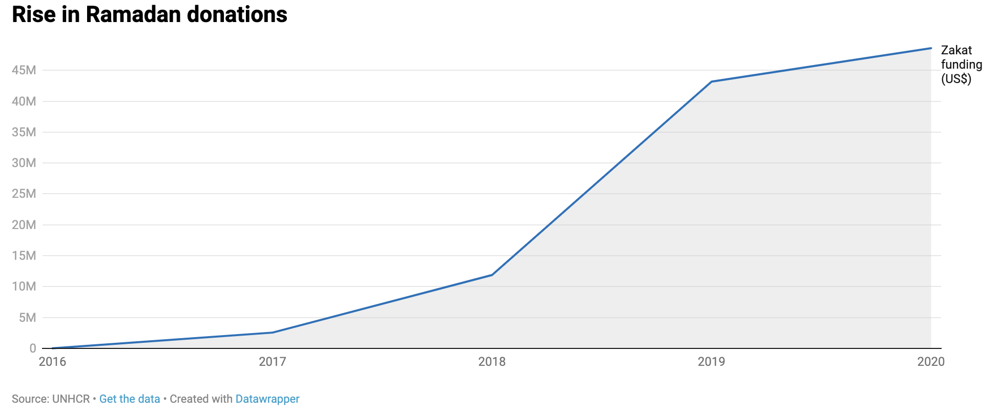 Rise in Ramadan donations
Zakat
funding
(US$)
45M
40M
35M
30M
25M
20M
15M
10M
5M
0
2016 2017 2018 2019 2020
Source: UNHCR • Get the data • Created with Datawrapper